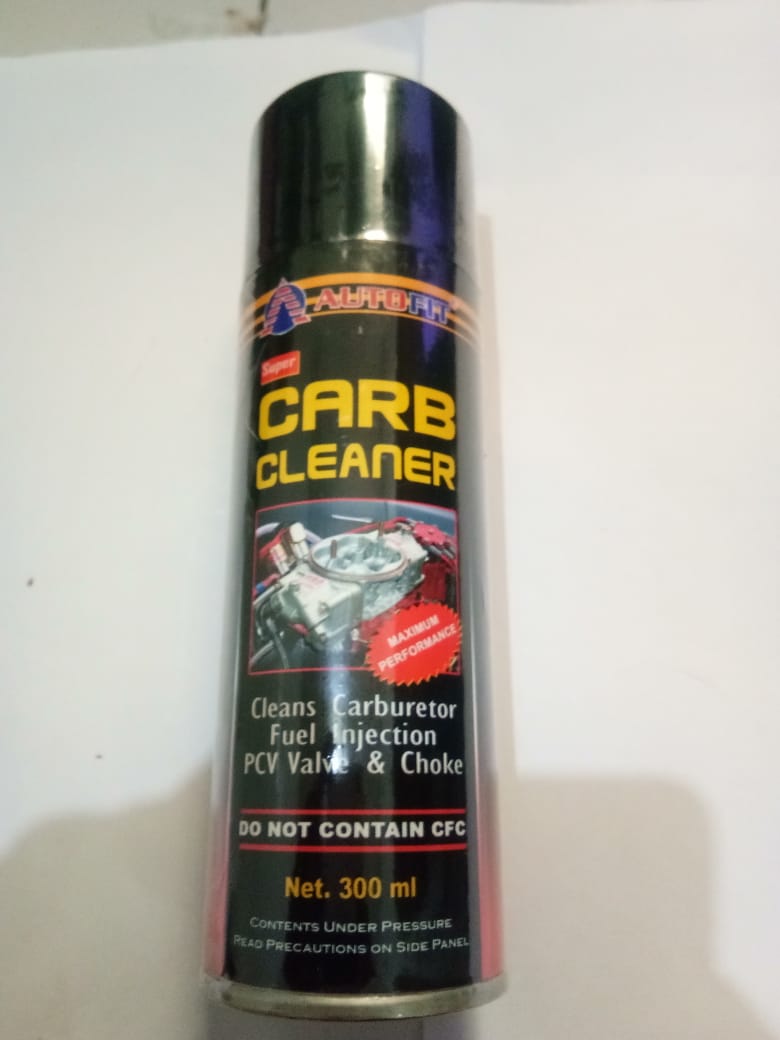 AUTOFIT
Super
CARB
CLEANER
MAXIMUM
PERFORMANCE
Cleans Carburetor
Fuel Injection
PCV Valve & Choke
DO NOT CONTAIN CFC
Net. 300 ml
CONTENTS UNDER PRESSURE
READ PRECAUTIONS ON SIDE PANEL